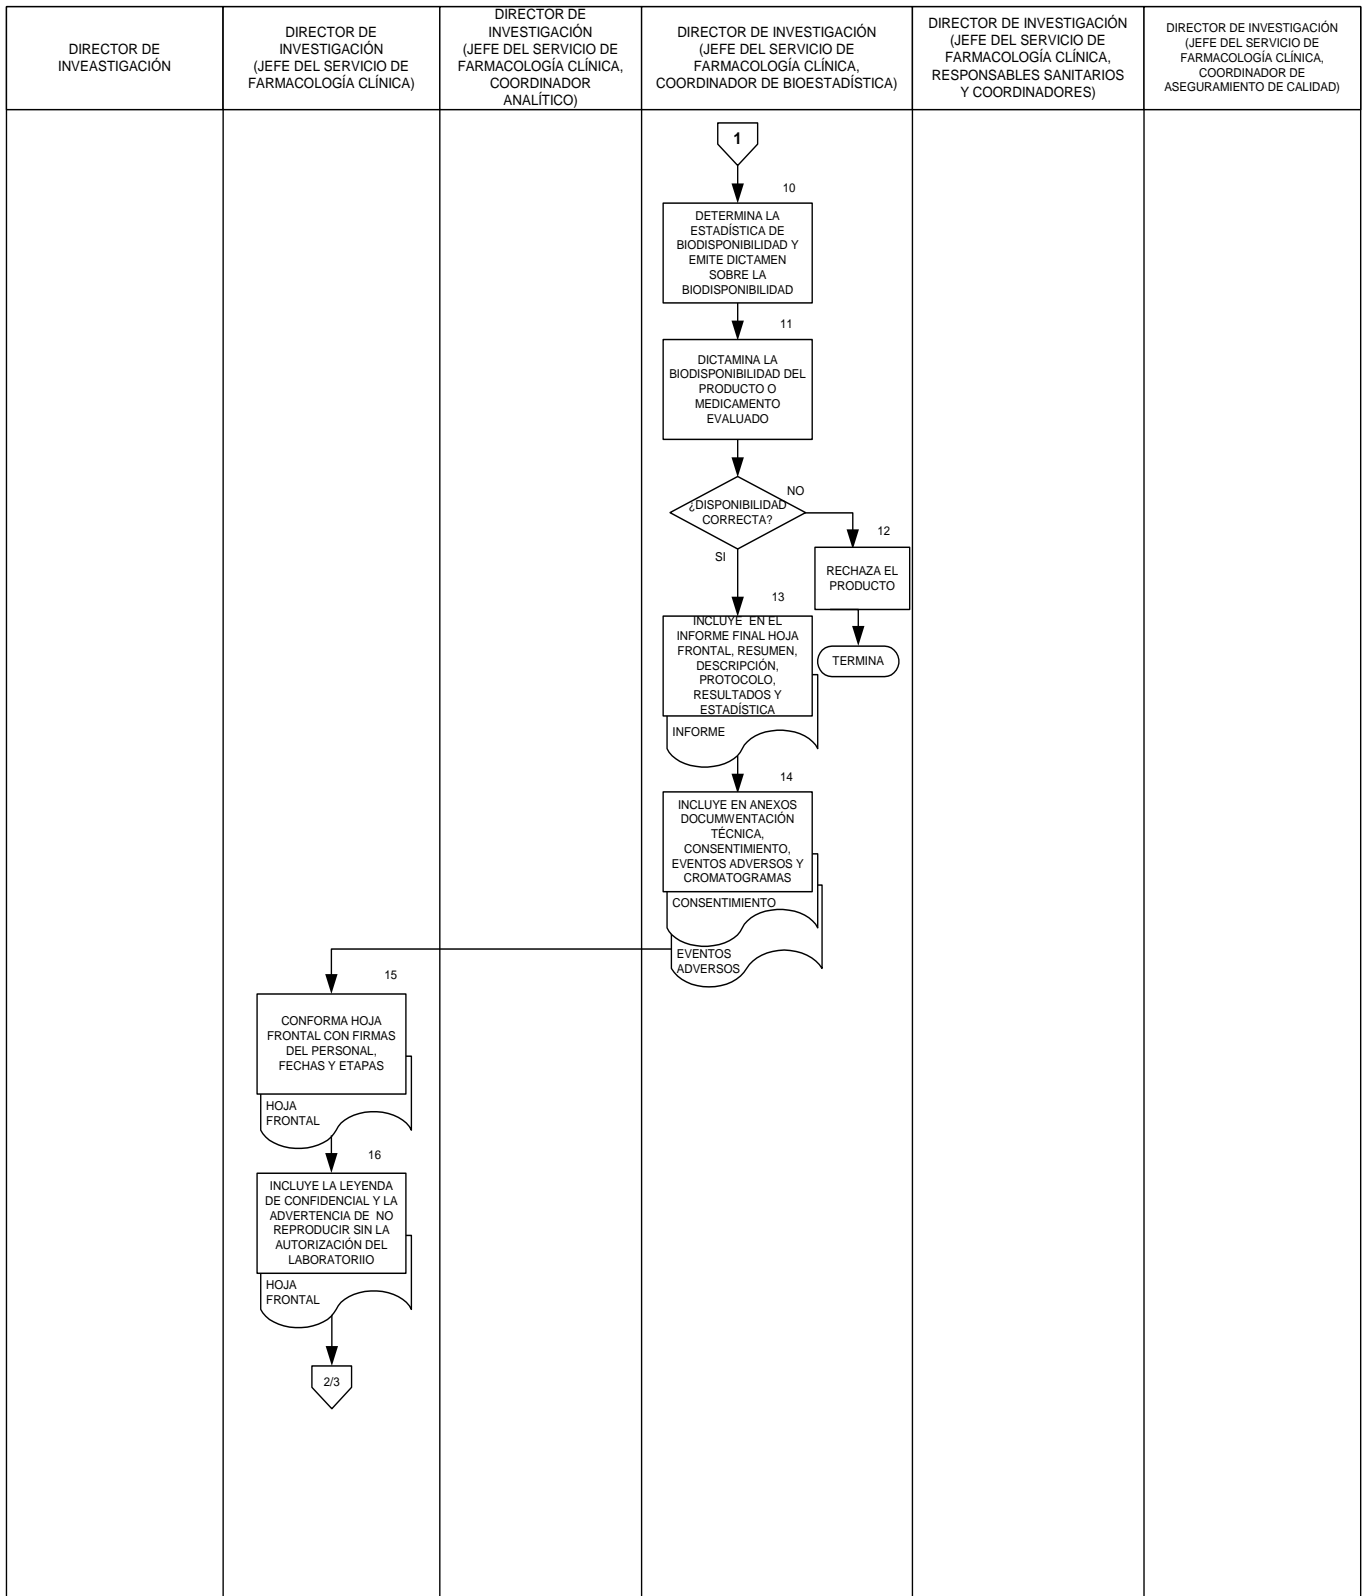 DIRECTOR DE
INVEASTIGACIÓN
DIRECTOR DE
INVESTIGACIÓN
(JEFE DEL SERVICIO DE
FARMACOLOGÍA CLÍNICA)
DIRECTOR DE
INVESTIGACIÓN
(JEFE DEL SERVICIO DE
FARMACOLOGÍA CLÍNICA,
COORDINADOR
ANALÍTICO)
DIRECTOR DE INVESTIGACIÓN
(JEFE DEL SERVICIO DE
FARMACOLOGÍA CLÍNICA,
COORDINADOR DE BIOESTADÍSTICA)
DIRECTOR DE INVESTIGACIÓN
(JEFE DEL SERVICIO DE
FARMACOLOGÍA CLÍNICA,
RESPONSABLES SANITARIOS
Y COORDINADORES)
DIRECTOR DE INVESTIGACIÓN
(JEFE DEL SERVICIO DE
FARMACOLOGÍA CLÍNICA,
COORDINADOR DE
ASEGURAMIENTO DE CALIDAD)
1
10
DETERMINA LA
ESTADÍSTICA DE
BIODISPONIBILIDAD Y
EMITE DICTAMEN
SOBRE LA
BIODISPONIBILIDAD
11
DICTAMINA LA
BIODISPONIBILIDAD DEL
PRODUCTO O
MEDICAMENTO
EVALUADO
¿DISPONIBILIDAD
CORRECTA?
NO
SI
12
RECHAZA EL
PRODUCTO
TERMINA
13
INCLUYE EN EL
INFORME FINAL HOJA
FRONTAL, RESUMEN,
DESCRIPCIÓN,
PROTOCOLO,
RESULTADOS Y
ESTADÍSTICA
INFORME
14
INCLUYE EN ANEXOS
DOCUMWENTACIÓN
TÉCNICA,
CONSENTIMIENTO,
EVENTOS ADVERSOS Y
CROMATOGRAMAS
CONSENTIMIENTO
EVENTOS
ADVERSOS
15
CONFORMA HOJA
FRONTAL CON FIRMAS
DEL PERSONAL,
FECHAS Y ETAPAS
HOJA
FRONTAL
16
INCLUYE LA LEYENDA
DE CONFIDENCIAL Y LA
ADVERTENCIA DE NO
REPRODUCIR SIN LA
AUTORIZACIÓN DEL
LABORATORIIO
HOJA
FRONTAL
2/3